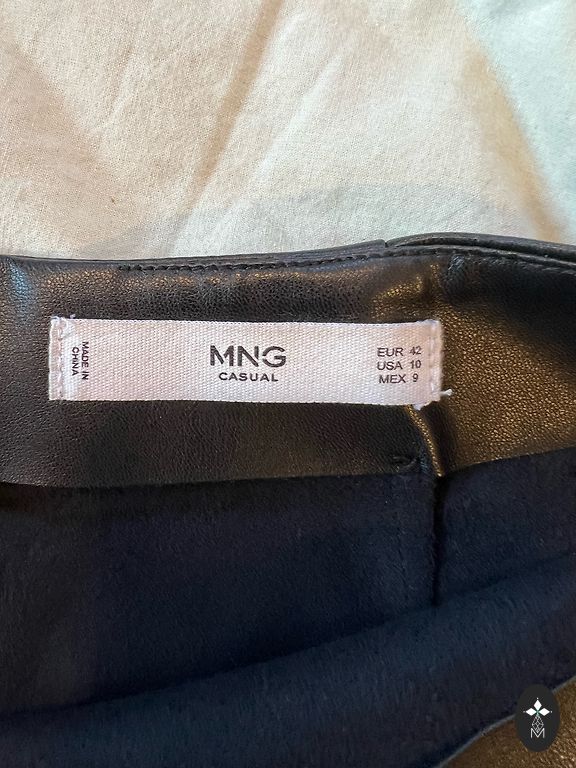 MADE IN
CHINA
MNG
CASUAL
EUR 42
USA 10
MEX 9
M